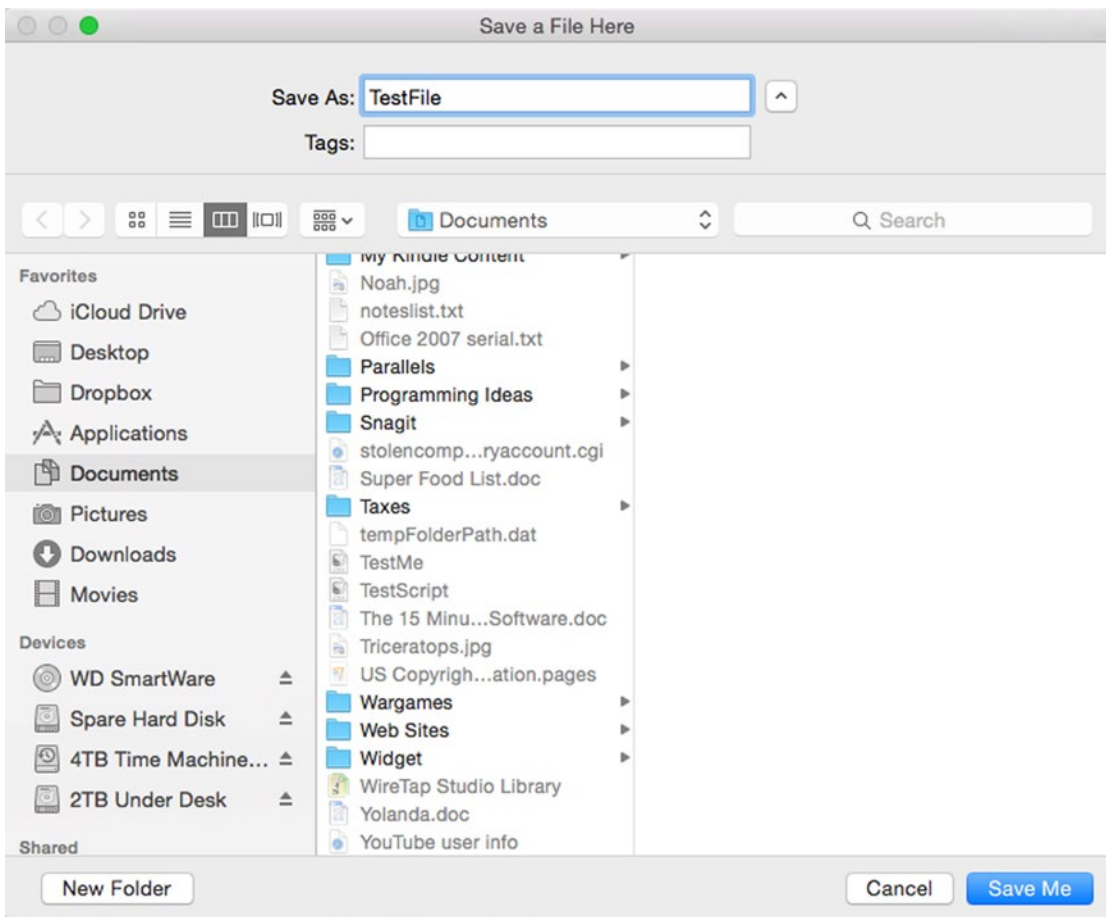 Save a File Here
Save As: TestFile
Tags:
Documents
Search
Favorites
iCloud Drive
Desktop
Dropbox
Applications
Documents
Pictures
Downloads
Movies
Devices
WD SmartWare
Spare Hard Disk
4TB Time Machine...
2TB Under Desk
Shared
My Kindle Content
Noah.jpg
noteslist.txt
Office 2007 serial.txt
Parallels
Programming Ideas
Snagit
stolencomp...ryaccount.cgi
Super Food List.doc
Taxes
tempFolderPath.dat
TestMe
TestScript
The 15 Minu...Software.doc
Triceratops.jpg
US Copyrigh...ation.pages
Wargames
Web Sites
Widget
WireTap Studio Library
Yolanda.doc
YouTube user info
New Folder
Cancel
Save Me